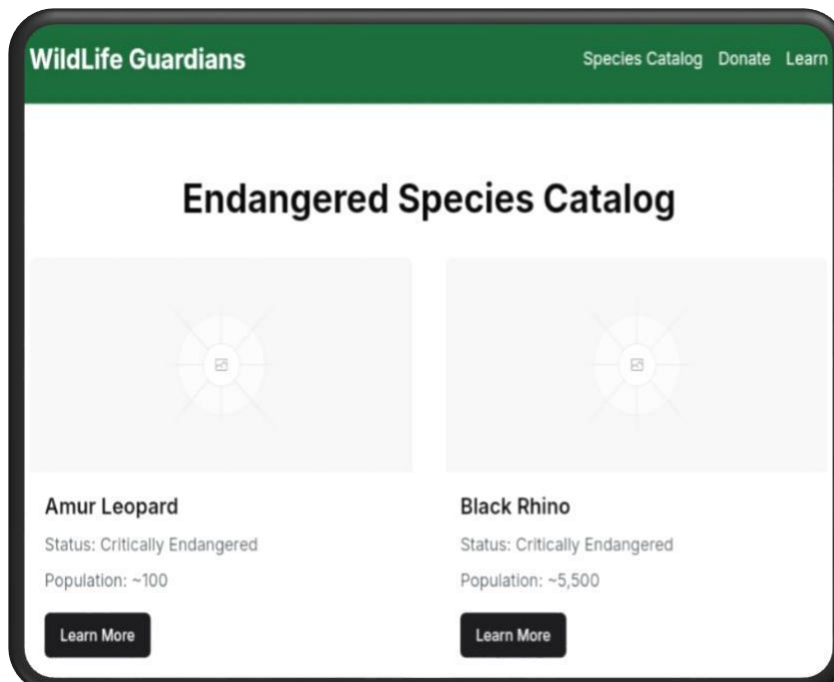 WildLife Guardians
Species Catalog Donate Learn
Endangered Species Catalog
Amur Leopard
Status: Critically Endangered
Population: ~100
Learn More
Black Rhino
Status: Critically Endangered
Population: ~5,500
Learn More